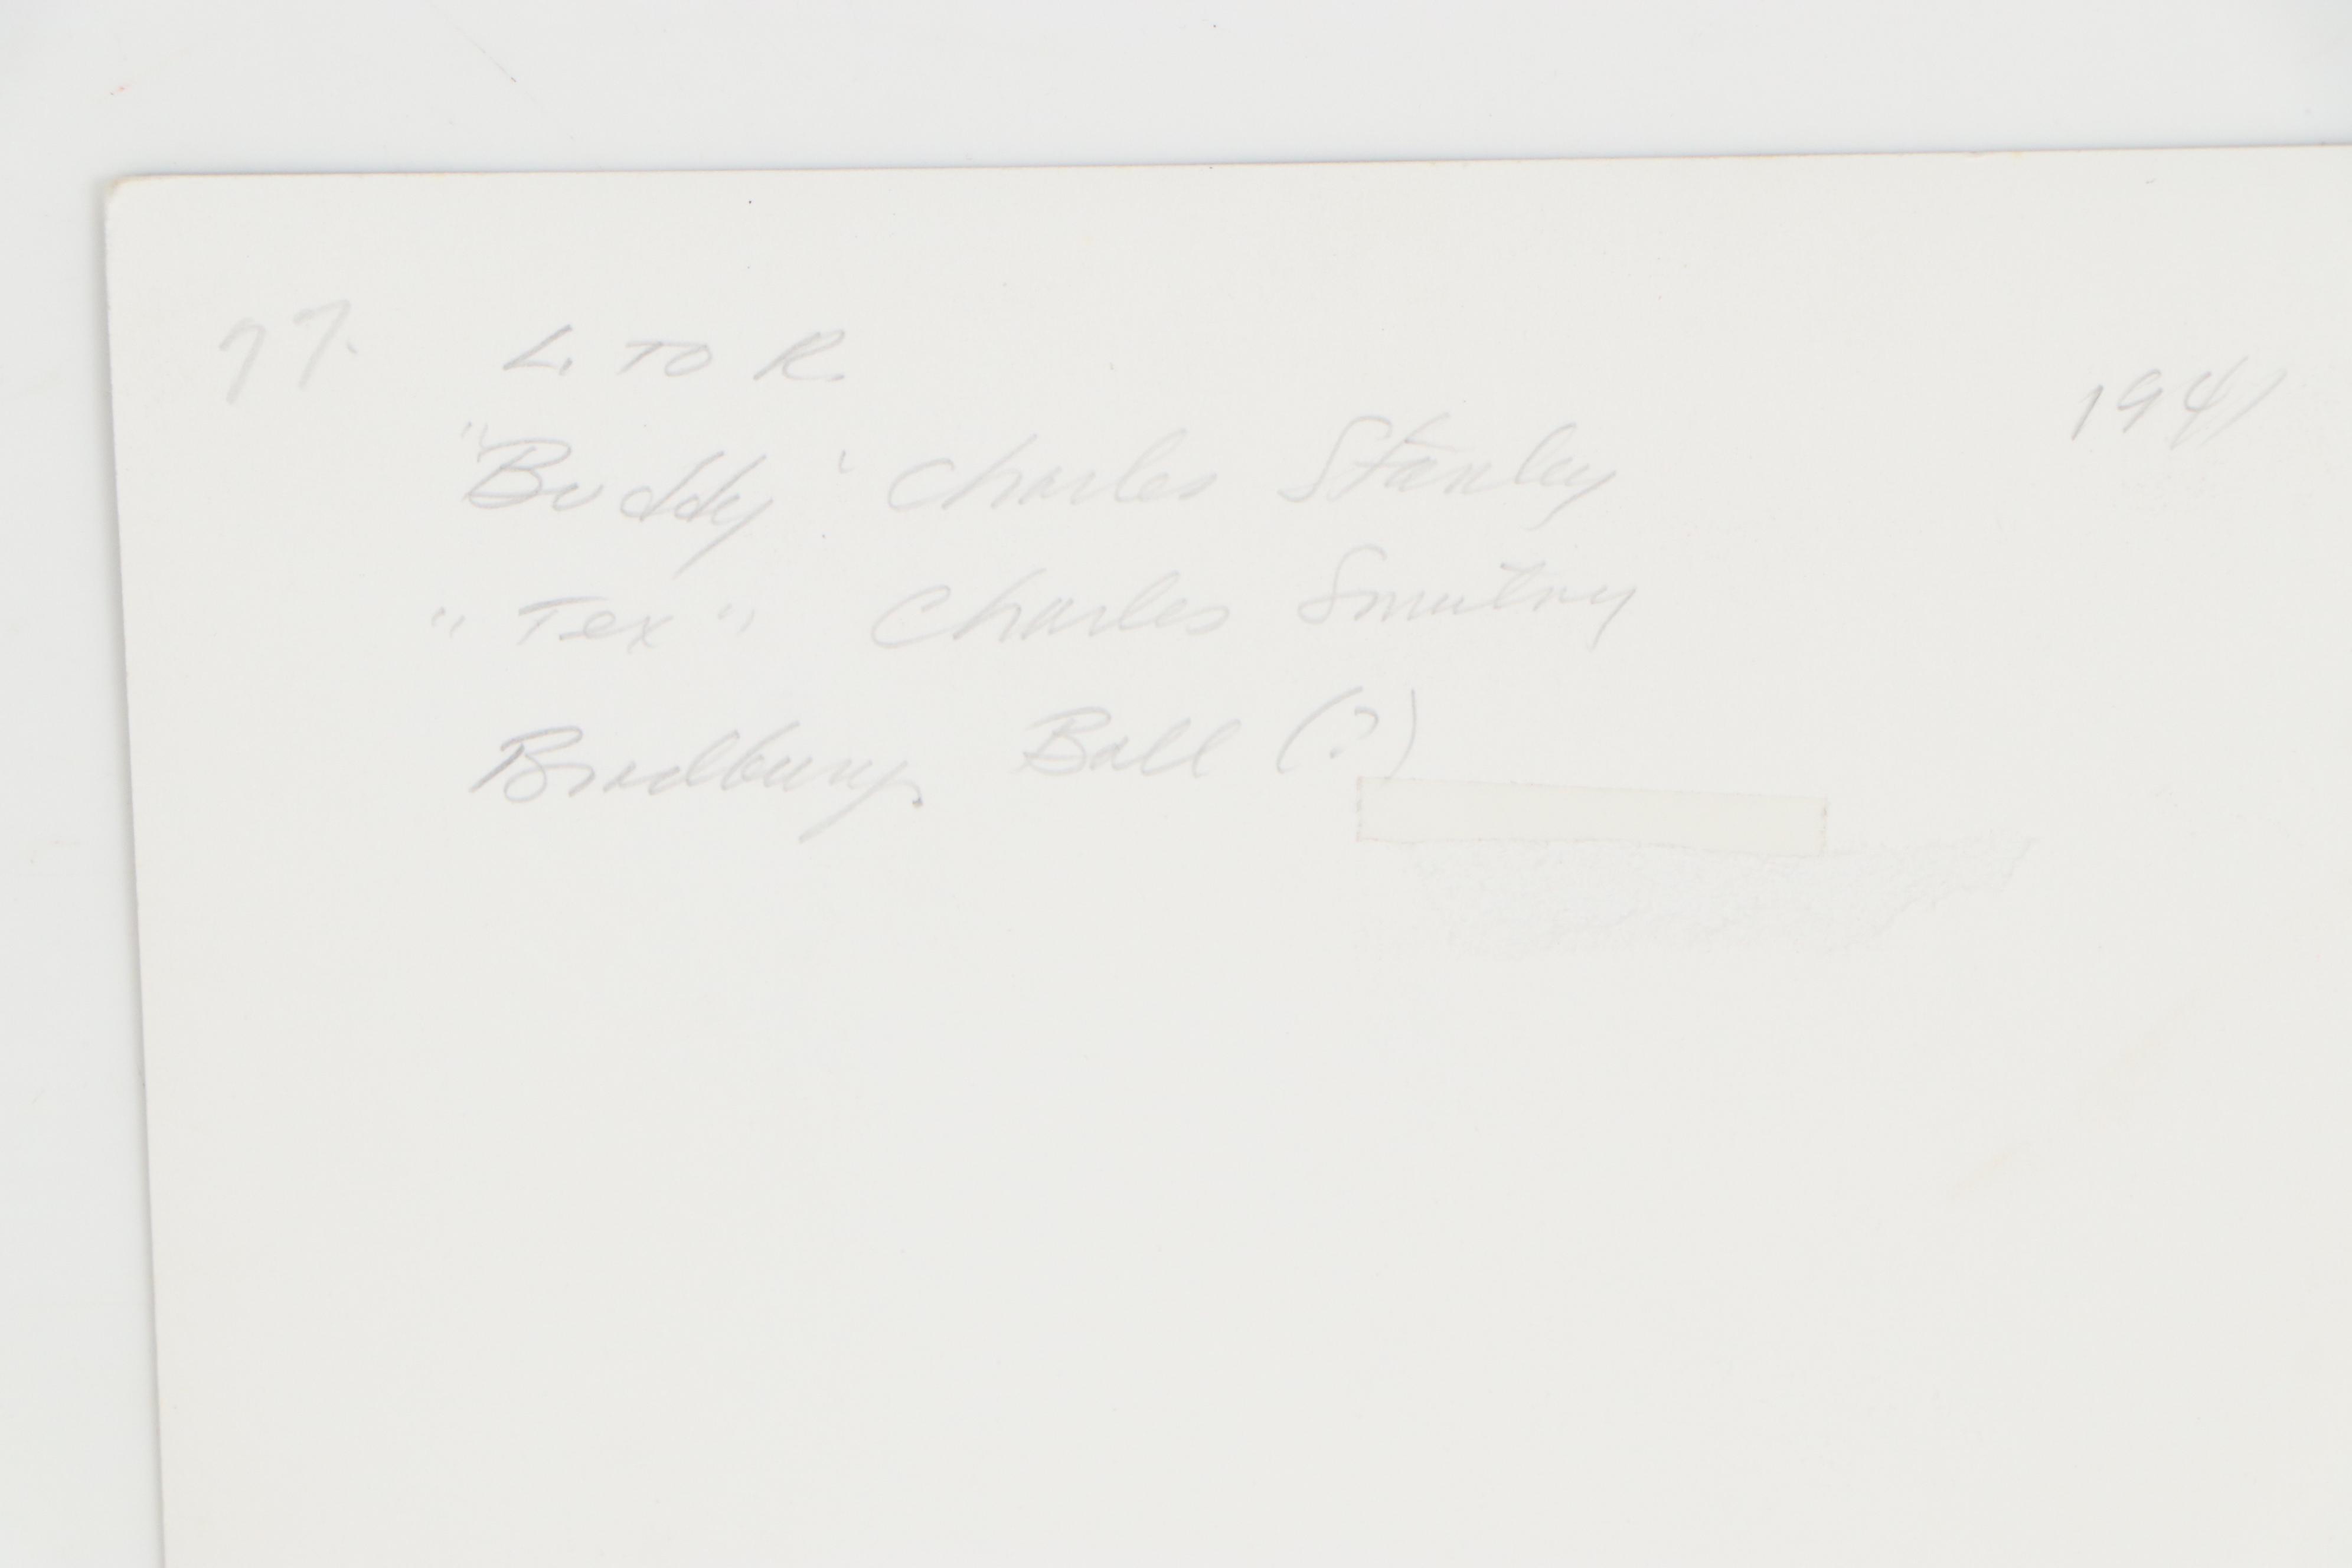 77. L. TO R. 1941
"Buddy" Charles Stanley
"Tex" Charles Smutny
Bradbury Ball (?)